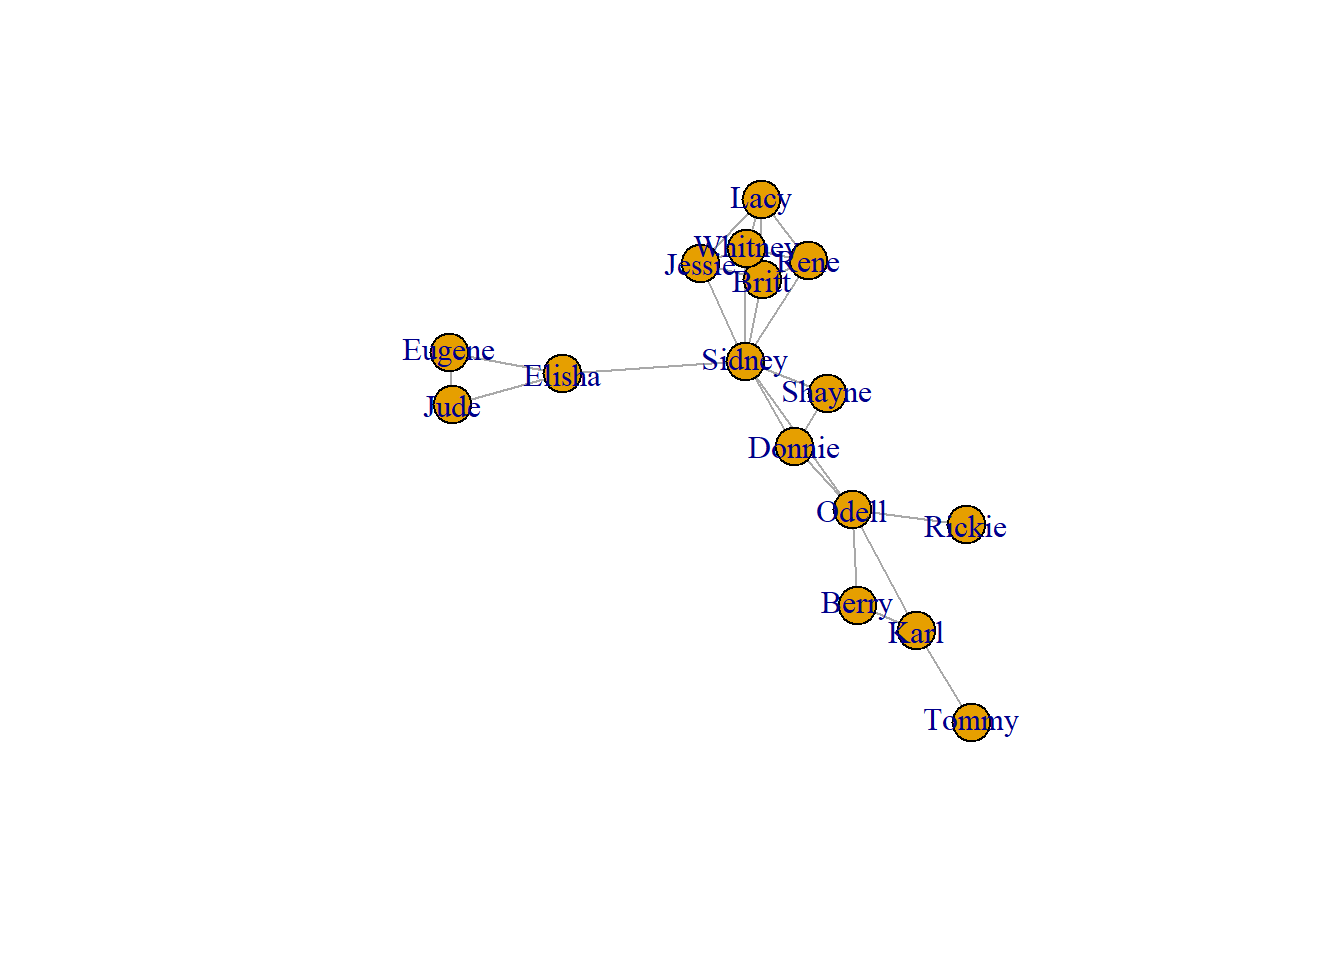 Lacy
Whitney
Jessie
Rene
Britt
Eugene
Sidney
Elisha
Shayne
Jude
Donnie
Odell
Rickie
Berry
Karl
Tommy